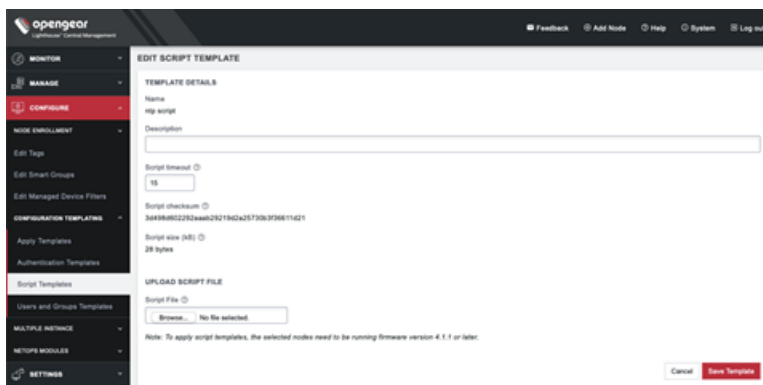 opengear
Lighthouse Central Management
Feedback
Add Node
Help
System
Log out
MONITOR
MANAGE
CONFIGURE
NODE ENROLLMENT
Edit Tags
Edit Smart Groups
Edit Managed Device Filters
CONFIGURATION TEMPLATING
Apply Templates
Authentication Templates
Script Templates
Users and Groups Templates
MULTIPLE INSTANCE
NETOPS MODULES
SETTINGS
EDIT SCRIPT TEMPLATE
TEMPLATE DETAILS
Name
ntp script
Description
Script timeout
15
Script checksum
Script size (kB)
28 bytes
UPLOAD SCRIPT FILE
Script File
Browse... No file selected.
Note: To apply script templates, the selected nodes need to be running firmware version 4.1.1 or later.
Cancel
Save Template